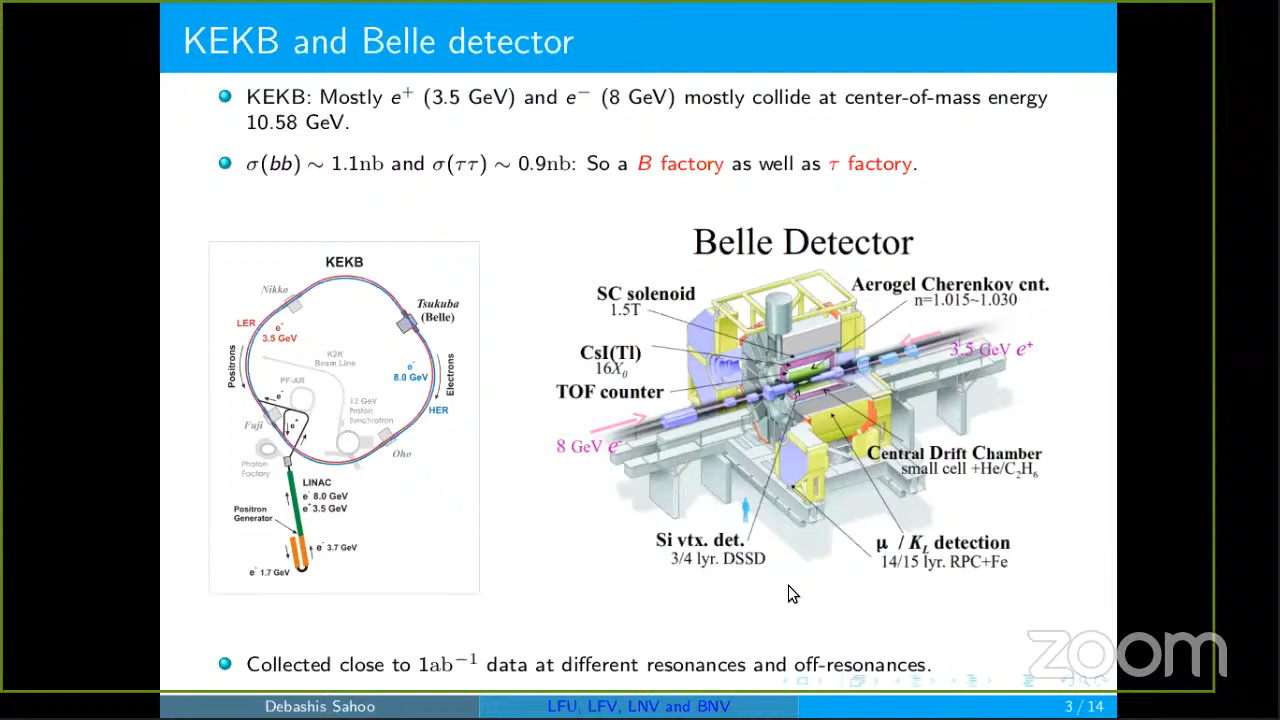 KEKB and Belle detector
KEKB: Mostly e⁺ (3.5 GeV) and e⁻ (8 GeV) mostly collide at center-of-mass energy
10.58 GeV.
σ(bb) ∼ 1.1nb and σ(ττ) ∼ 0.9nb: So a B factory as well as τ factory.
KEKB
Nikko
Tsukuba
(Belle)
LER
e⁺
3.5 GeV
Positrons
K2K
Beam Line
e⁻
8.0 GeV
Electrons
PF-AR
e⁻
HER
12 GeV
Proton
Synchrotron
Fuji
e⁺
Oho
Photon
Factory
LINAC
e⁻ 8.0 GeV
e⁺ 3.5 GeV
Positron
Generator
e⁻ 3.7 GeV
e⁻ 1.7 GeV
Belle Detector
SC solenoid
1.5T
Aerogel Cherenkov cnt.
n=1.015~1.030
CsI(Tl)
16X₀
3.5 GeV e⁺
TOF counter
8 GeV e⁻
Central Drift Chamber
small cell +He/C₂H₆
Si vtx. det.
3/4 lyr. DSSD
μ / K_L detection
14/15 lyr. RPC+Fe
Collected close to 1ab⁻¹ data at different resonances and off-resonances.
zoom
Debashis Sahoo
LFU, LFV, LNV and BNV
3 / 14